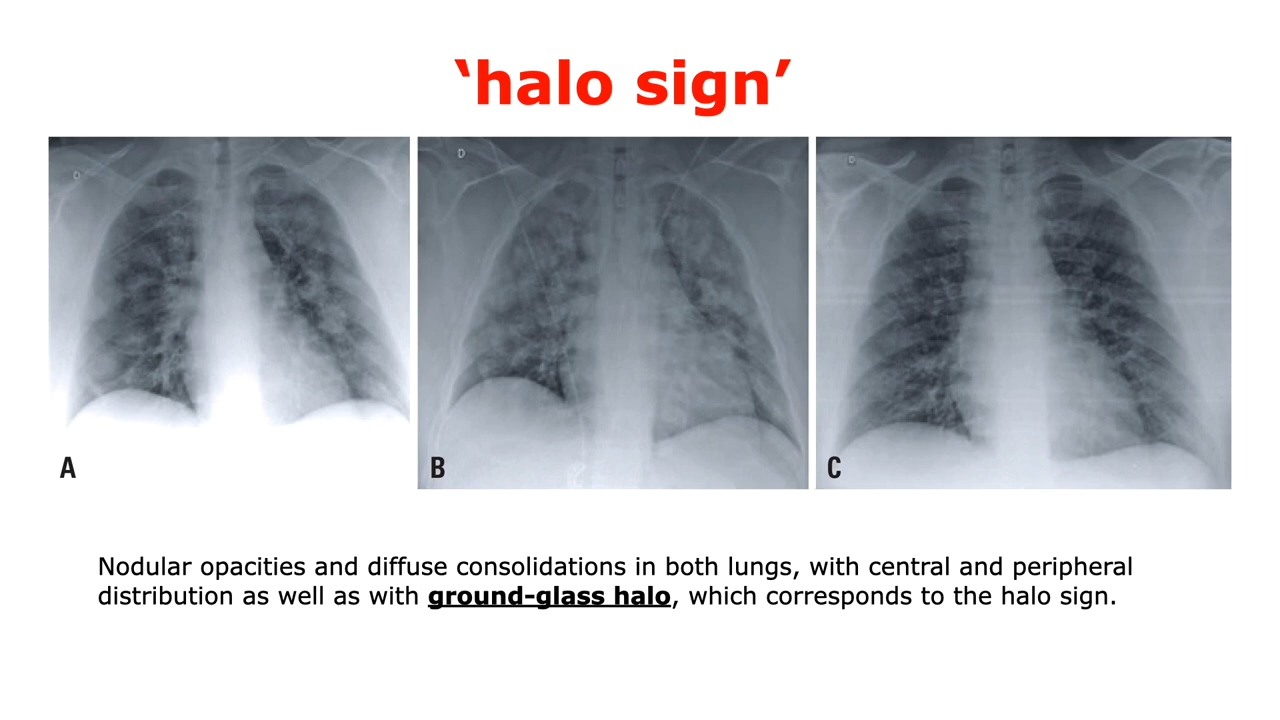 ‘halo sign’
D
D
D
A
B
C
Nodular opacities and diffuse consolidations in both lungs, with central and peripheral
distribution as well as with ground-glass halo, which corresponds to the halo sign.